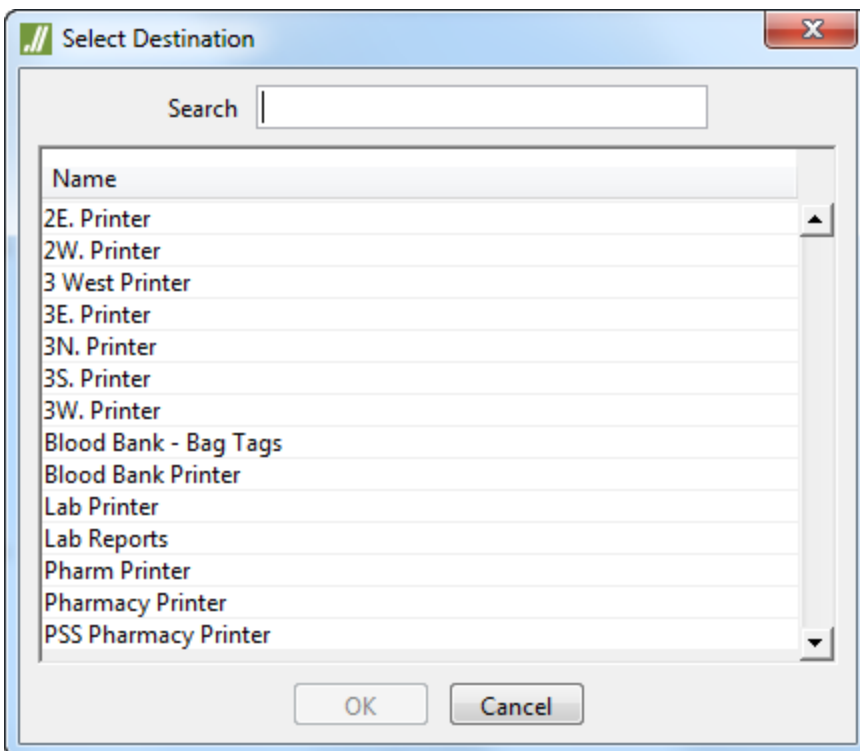 Select Destination
Search
Name
2E. Printer
2W. Printer
3 West Printer
3E. Printer
3N. Printer
3S. Printer
3W. Printer
Blood Bank - Bag Tags
Blood Bank Printer
Lab Printer
Lab Reports
Pharm Printer
Pharmacy Printer
PSS Pharmacy Printer
OK Cancel